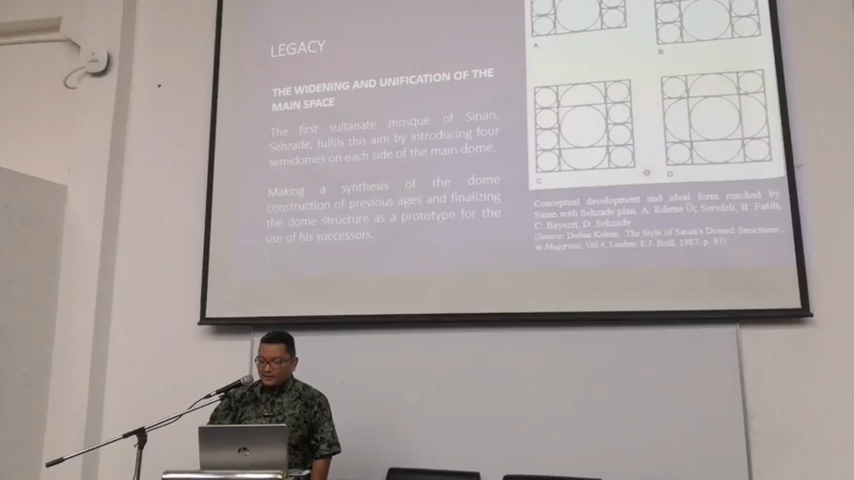 LEGACY
THE WIDENING AND UNIFICATION OF THE
MAIN SPACE
The first sultanate mosque of Sinan,
Sehzade, fulfils this aim by introducing four
semidomes on each side of the main dome.
Making a synthesis of the dome
construction of previous ages and finalizing
the dome structure as a prototype for the
use of his successors.
A
B
C
D
Conceptual development and ideal form reached by
Sinan with Sehzade plan. A: Edirne Üç Serefefs, B: Fatih,
C: Bayezit, D: Sehzade
(Source: Doğan Kuban, The Style of Sinan's Domed Structures,
in Muqarnas, Vol.4, Leiden, E.J. Brill, 1987, p. 83)
hp